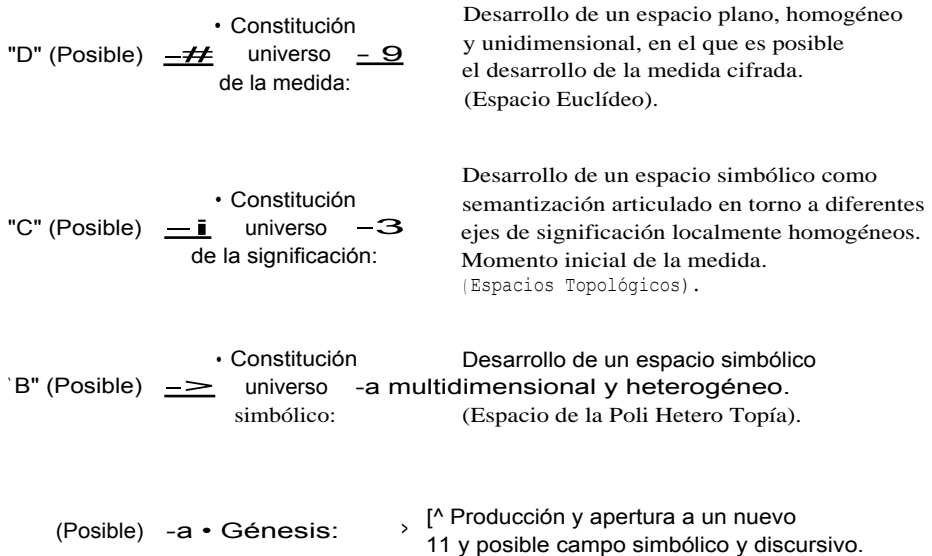 • Constitución
"D" (Posible) universo
de la medida:
Desarrollo de un espacio plano, homogéneo
y unidimensional, en el que es posible
el desarrollo de la medida cifrada.
(Espacio Euclídeo).
• Constitución
"C" (Posible) universo
de la significación:
Desarrollo de un espacio simbólico como
semantización articulado en torno a diferentes
ejes de significación localmente homogéneos.
Momento inicial de la medida.
(Espacios Topológicos).
• Constitución
B" (Posible) –> universo
simbólico:
Desarrollo de un espacio simbólico
-a multidimensional y heterogéneo.
(Espacio de la Poli Hetero Topía).
(Posible) -a • Génesis: >
[^ Producción y apertura a un nuevo
11 y posible campo simbólico y discursivo.